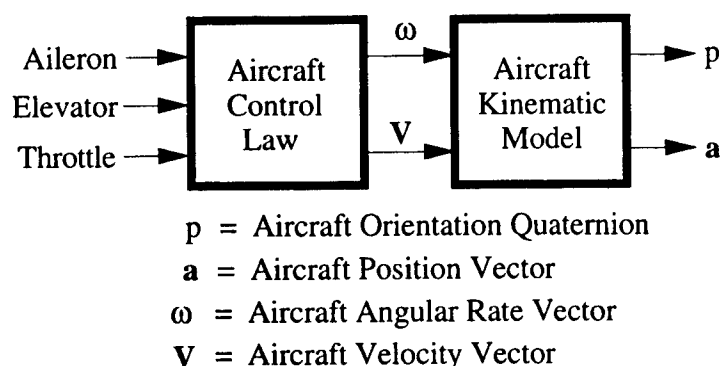 Aileron
Elevator
Throttle
Aircraft
Control
Law
ω
V
Aircraft
Kinematic
Model
p
a
p = Aircraft Orientation Quaternion
a = Aircraft Position Vector
ω = Aircraft Angular Rate Vector
V = Aircraft Velocity Vector